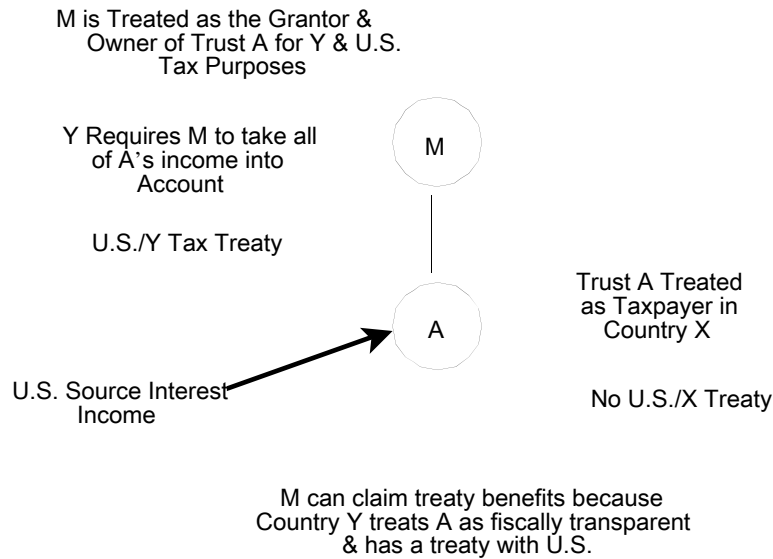 M is Treated as the Grantor &
Owner of Trust A for Y & U.S.
Tax Purposes
Y Requires M to take all
of A’s income into
Account
M
U.S./Y Tax Treaty
Trust A Treated
as Taxpayer in
Country X
A
U.S. Source Interest
Income
No U.S./X Treaty
M can claim treaty benefits because
Country Y treats A as fiscally transparent
& has a treaty with U.S.